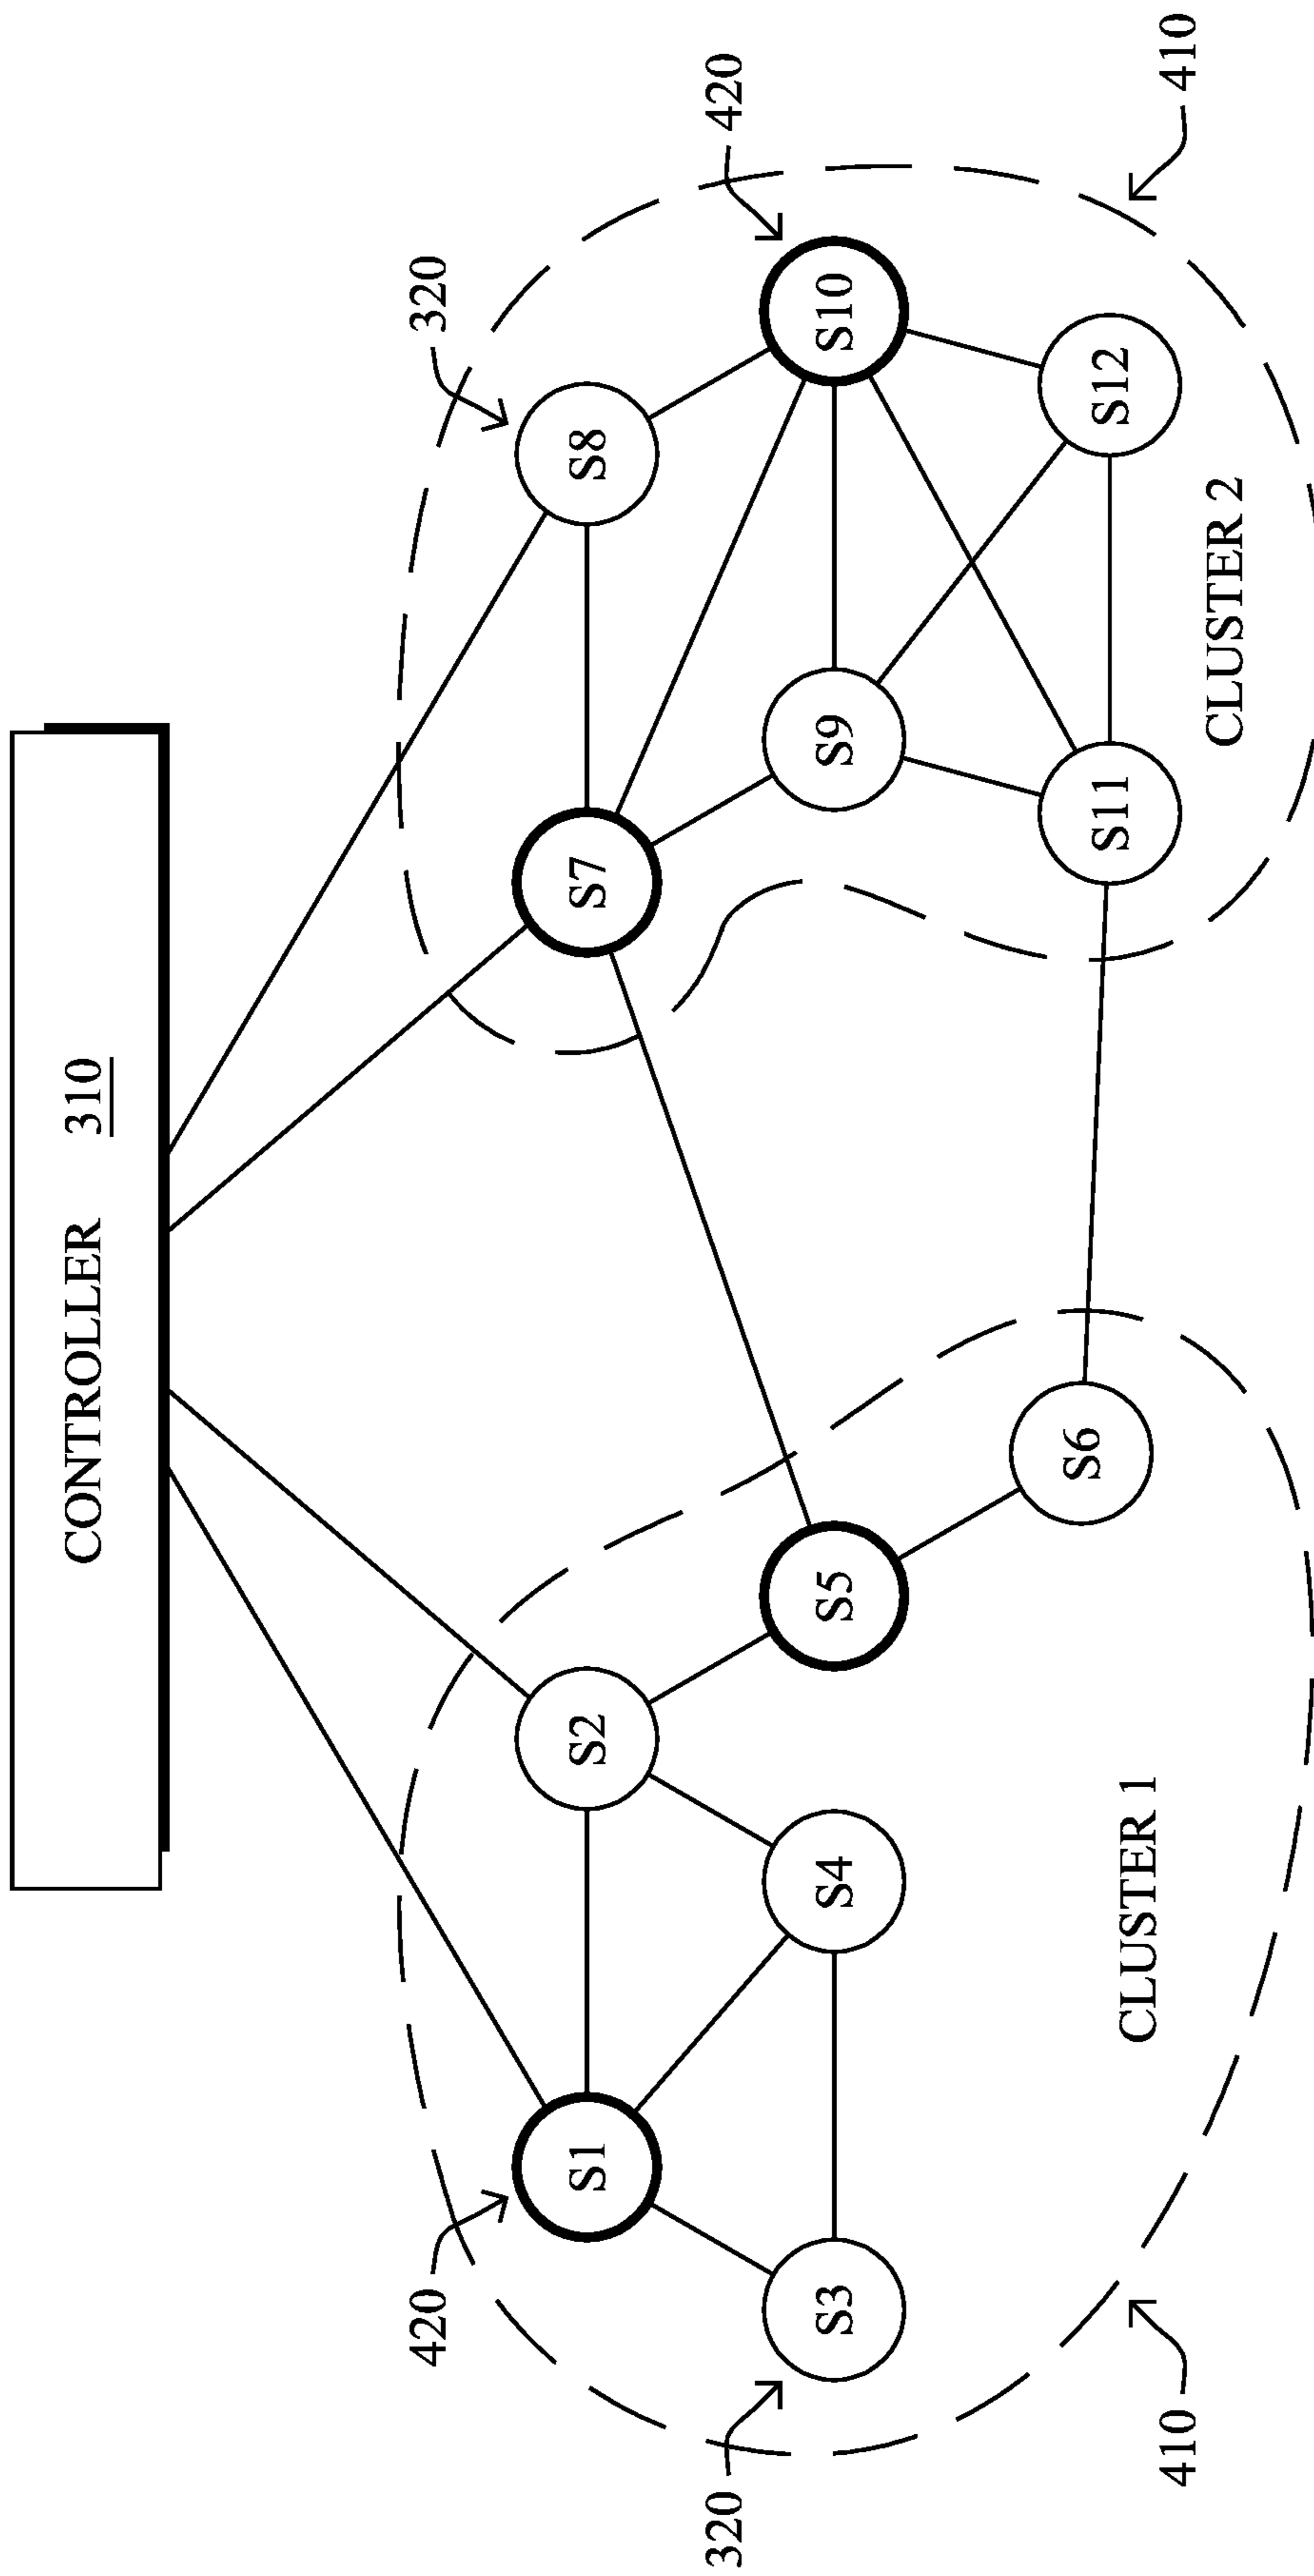 CONTROLLER 310
420
320
S1
S2
S7
S8
320
420
S3
S4
S5
S9
S10
S6
S11
S12
410
CLUSTER 1
CLUSTER 2
410